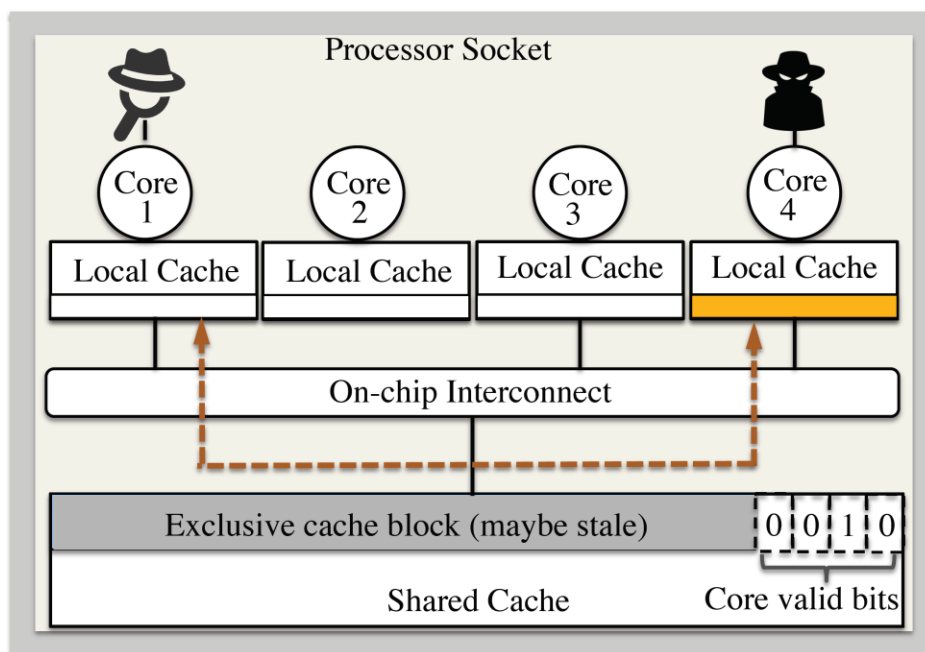 Processor Socket
Core 1
Core 2
Core 3
Core 4
Local Cache
Local Cache
Local Cache
Local Cache
On-chip Interconnect
Exclusive cache block (maybe stale)
0 0 1 0
Shared Cache
Core valid bits